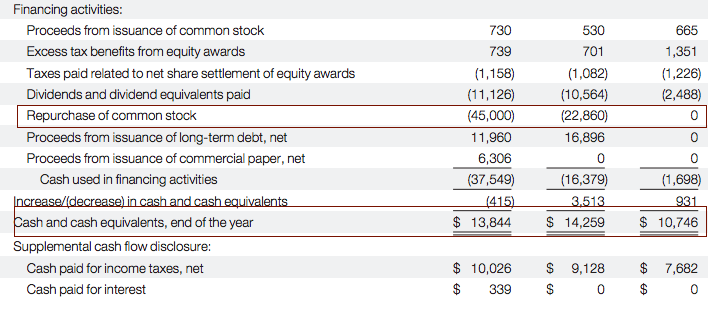 Financing activities:
Proceeds from issuance of common stock 730 530 665
Excess tax benefits from equity awards 739 701 1,351
Taxes paid related to net share settlement of equity awards (1,158) (1,082) (1,226)
Dividends and dividend equivalents paid (11,126) (10,564) (2,488)
Repurchase of common stock (45,000) (22,860) 0
Proceeds from issuance of long-term debt, net 11,960 16,896 0
Proceeds from issuance of commercial paper, net 6,306 0 0
Cash used in financing activities (37,549) (16,379) (1,698)
Increase/(decrease) in cash and cash equivalents (415) 3,513 931
Cash and cash equivalents, end of the year $ 13,844 $ 14,259 $ 10,746
Supplemental cash flow disclosure:
Cash paid for income taxes, net $ 10,026 $ 9,128 $ 7,682
Cash paid for interest $ 339 $ 0 $ 0